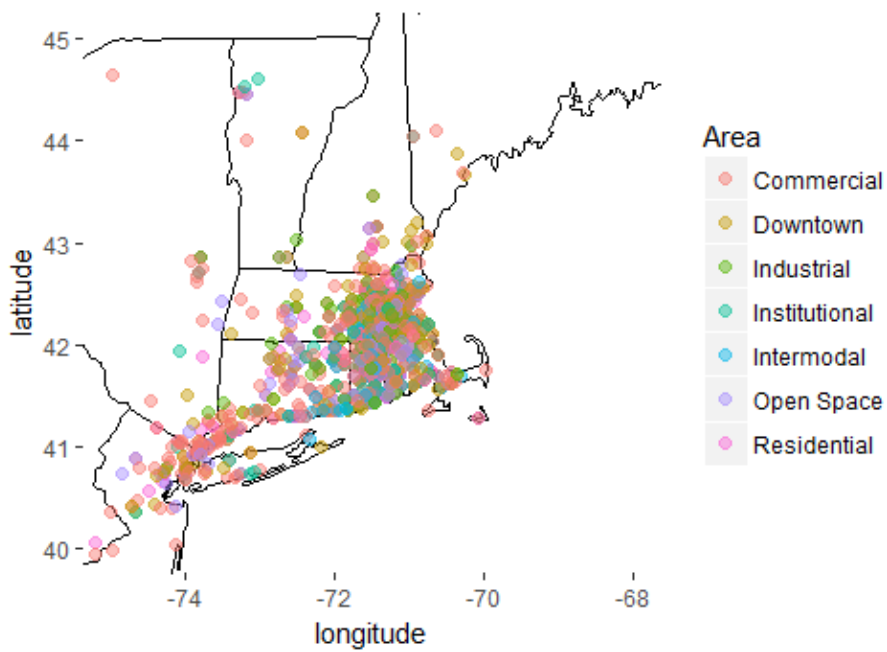 45
44
43
42
41
40
latitude
-74
-72
-70
-68
longitude
Area
Commercial
Downtown
Industrial
Institutional
Intermodal
Open Space
Residential